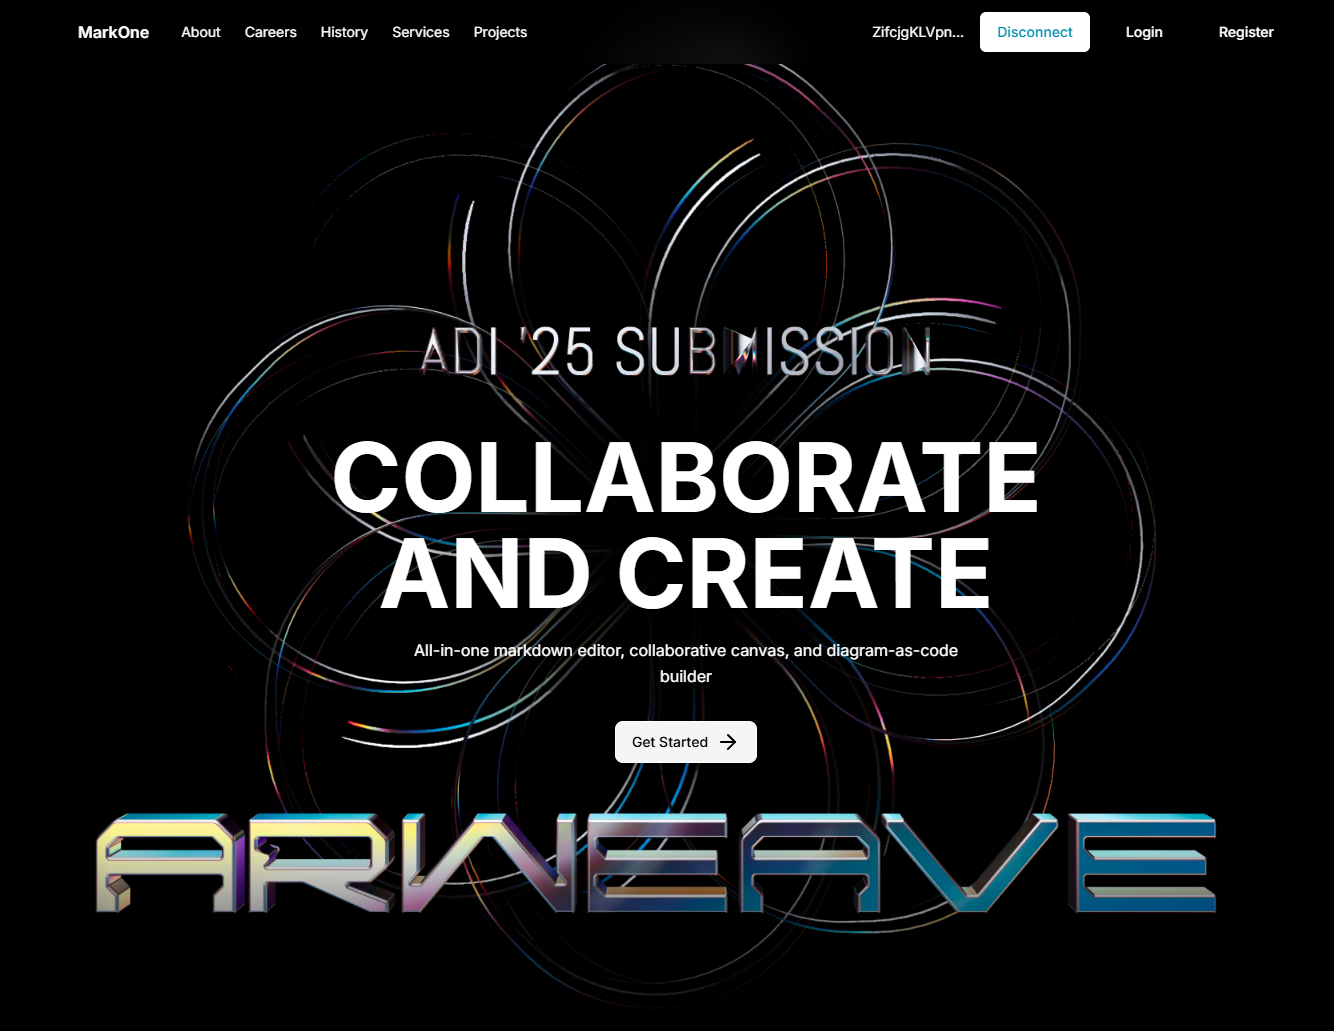 MarkOne
About
Careers
History
Services
Projects
ZifcjgKLVpn...
Disconnect
Login
Register
ADI '25 SUBMISSION
COLLABORATE
AND CREATE
All-in-one markdown editor, collaborative canvas, and diagram-as-code
builder
Get Started
ARWEAVE